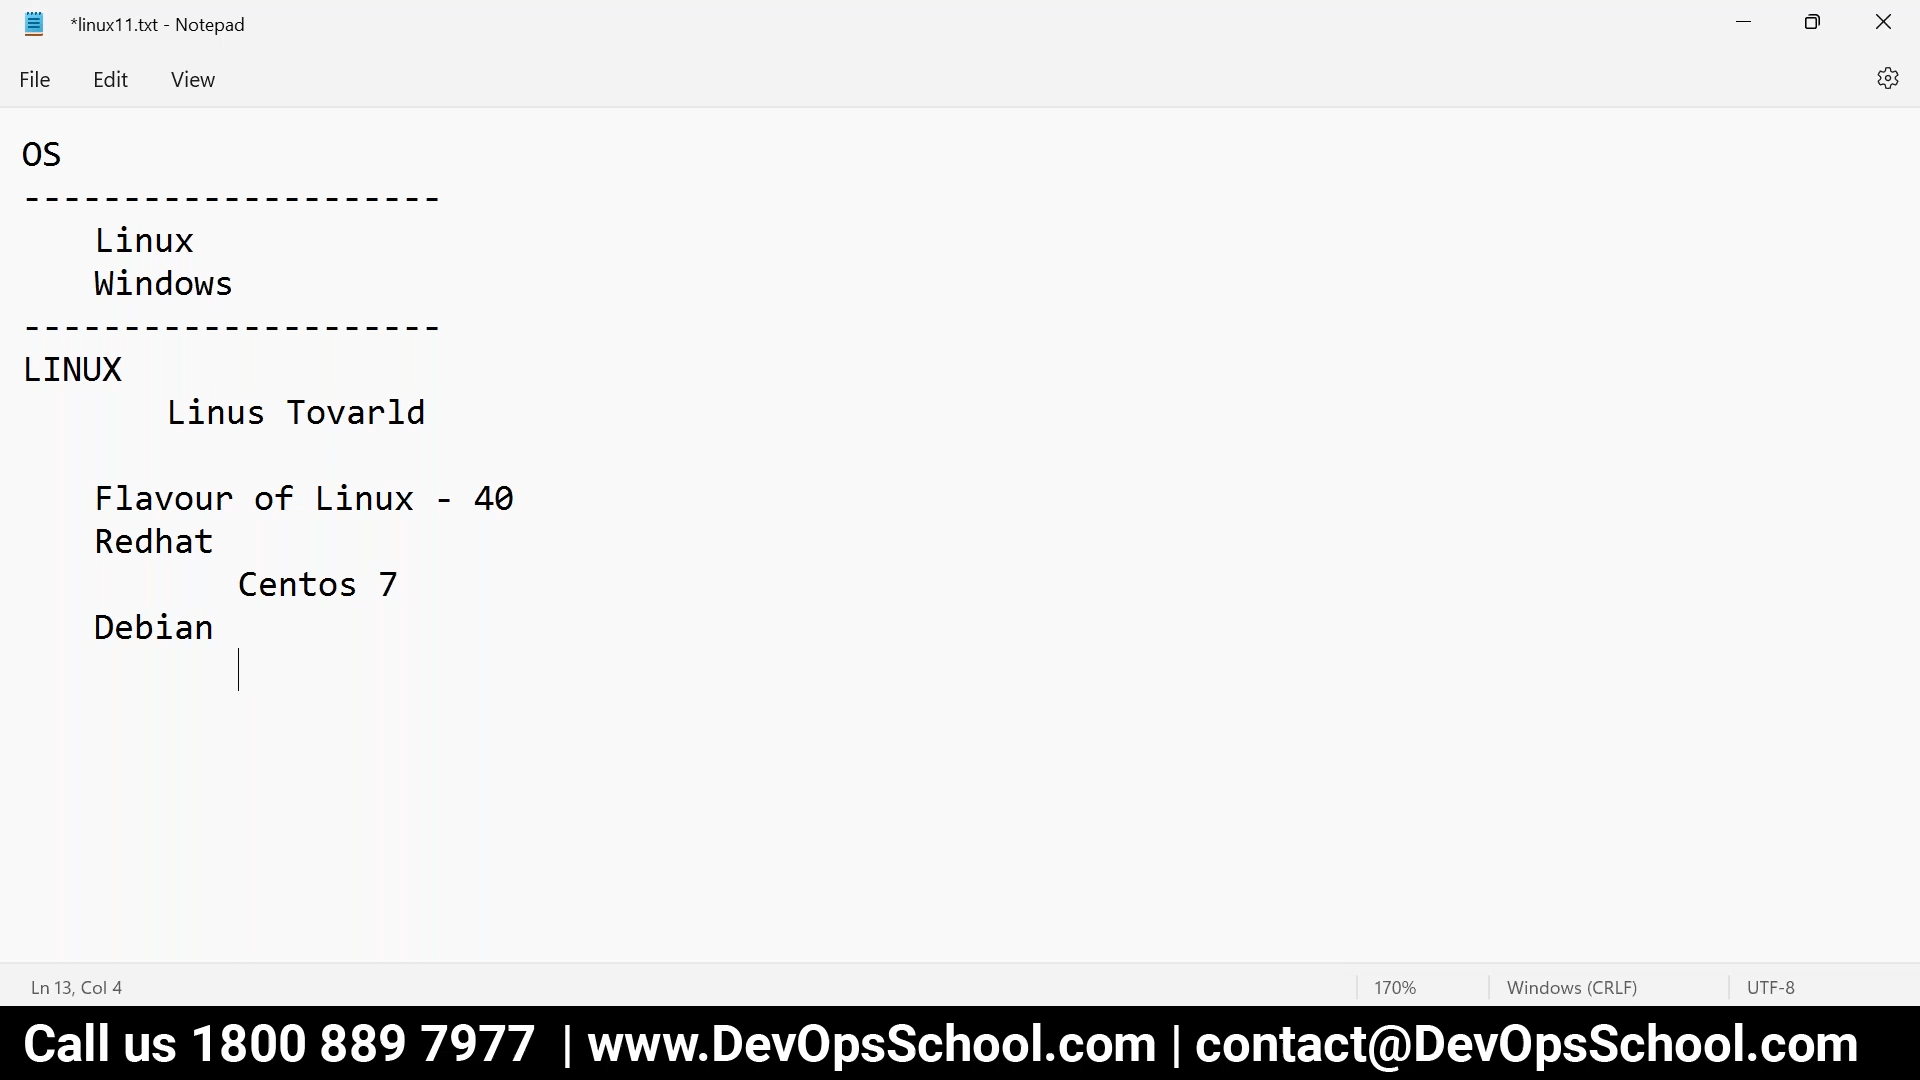 *linux11.txt - Notepad
File Edit View
OS
---------------------
Linux
Windows
---------------------
LINUX
Linus Tovarld
Flavour of Linux - 40
Redhat
Centos 7
Debian
Ln 13, Col 4 170% Windows (CRLF) UTF-8
Call us 1800 889 7977 | www.DevOpsSchool.com | contact@DevOpsSchool.com